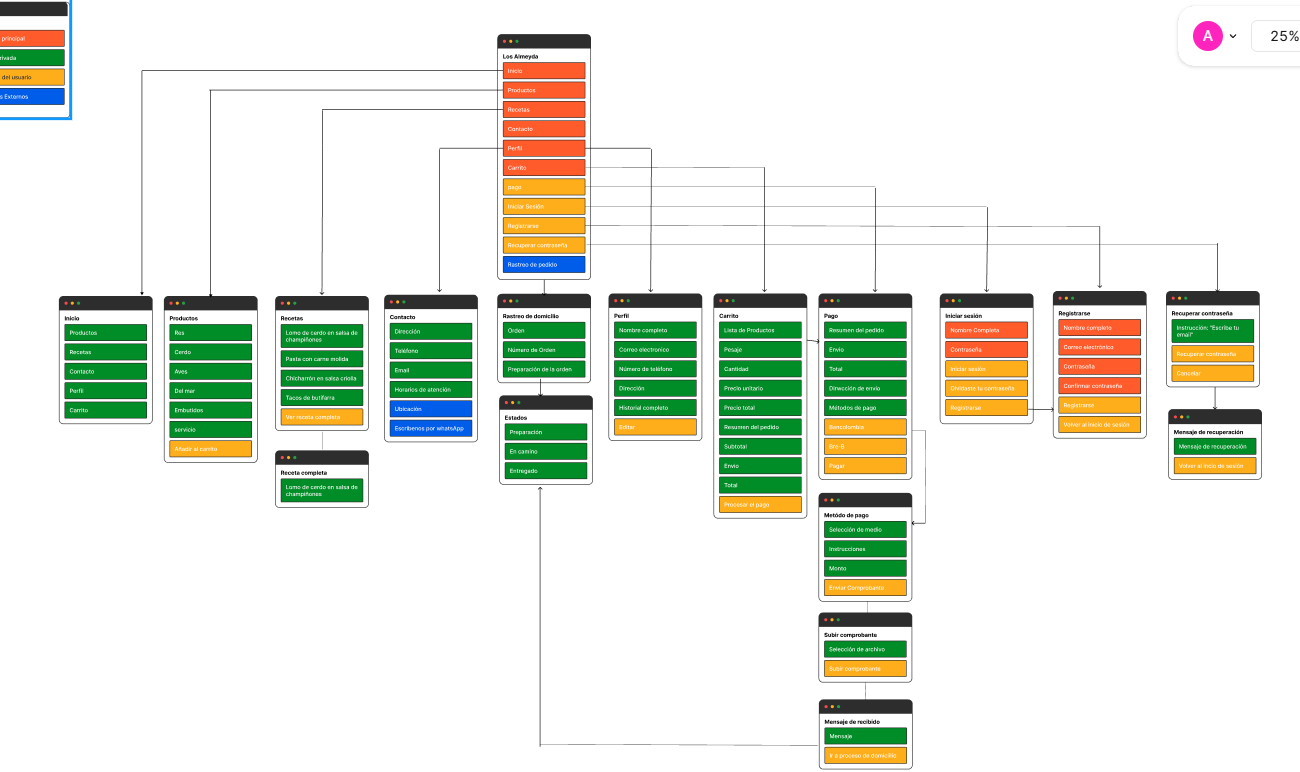 principal
rivada
del usuario
s Externos
A
25%
Los Almeyda
Inicio
Productos
Recetas
Contacto
Perfil
Carrito
pago
Iniciar Sesión
Registrarse
Recuperar contraseña
Rastreo de pedido
Inicio
Productos
Recetas
Contacto
Perfil
Carrito
Productos
Res
Cerdo
Aves
Del mar
Embutidos
servicio
Añadir al carrito
Recetas
Lomo de cerdo en salsa de
champiñones
Pasta con carne molida
Chicharrón en salsa criolla
Tacos de butifarra
Ver receta completa
Receta completa
Lomo de cerdo en salsa de
champiñones
Contacto
Dirección
Teléfono
Email
Horarios de atención
Ubicación
Escríbenos por whatsApp
Rastreo de domicilio
Orden
Número de Orden
Preparación de la orden
Estados
Preparación
En camino
Entregado
Perfil
Nombre completo
Correo electronico
Número de teléfono
Dirección
Historial completo
Editar
Carrito
Lista de Productos
Pesaje
Cantidad
Precio unitario
Precio total
Resumen del pedido
Subtotal
Envio
Total
Procesar el pago
Pago
Resumen del pedido
Envio
Total
Dirección de envio
Métodos de pago
Bancolombia
Bre-B
Pagar
Metódo de pago
Selección de medio
Instrucciones
Monto
Enviar Comprobante
Subir comprobante
Selección de archivo
Subir comprobante
Mensaje de recibido
Mensaje
Ir a proceso de domicilio
Iniciar sesión
Nombre Completo
Contraseña
Iniciar sesión
Olvidaste tu contraseña
Registrarse
Registrarse
Nombre completo
Correo electrónico
Contraseña
Confirmar contraseña
Registrarse
Volver al inicio de sesión
Recuperar contraseña
Instrucción: "Escribe tu
email"
Recuperar contraseña
Cancelar
Mensaje de recuperación
Mensaje de recuperación
Volver al incio de sesión